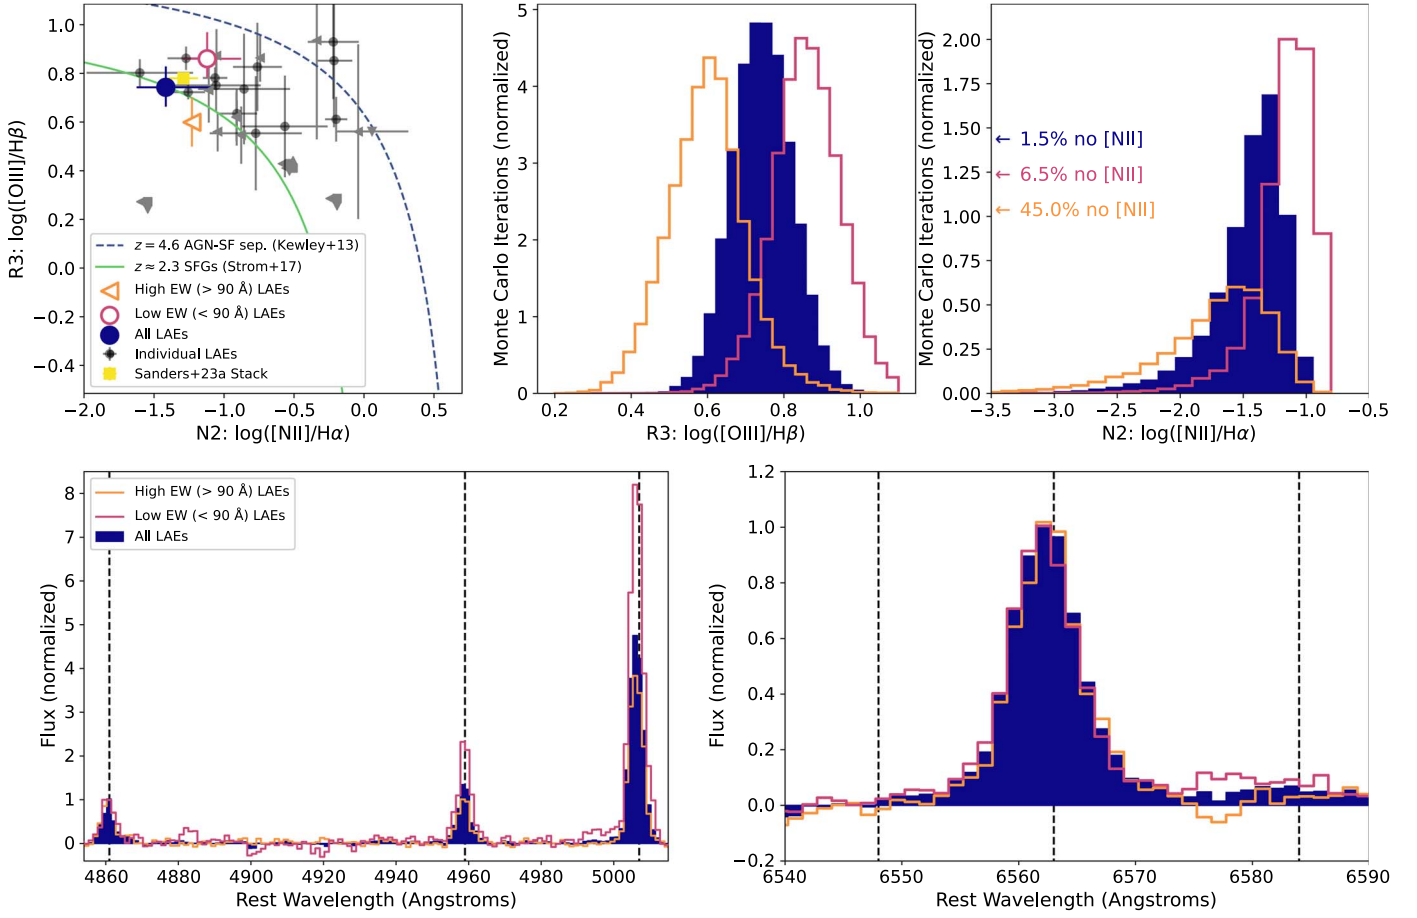 1.0
0.8
0.6
0.4
0.2
0.0
−0.2
−0.4
R3: log([OIII]/Hβ)
z = 4.6 AGN-SF sep. (Kewley+13)
z ≈ 2.3 SFGs (Strom+17)
High EW (> 90 Å) LAEs
Low EW (< 90 Å) LAEs
All LAEs
Individual LAEs
Sanders+23a Stack
−2.0 −1.5 −1.0 −0.5 0.0 0.5
N2: log([NII]/Hα)
5
4
3
2
1
0
Monte Carlo Iterations (normalized)
0.2 0.4 0.6 0.8 1.0
R3: log([OIII]/Hβ)
2.00
1.75
1.50
1.25
1.00
0.75
0.50
0.25
0.00
Monte Carlo Iterations (normalized)
← 1.5% no [NII]
← 6.5% no [NII]
← 45.0% no [NII]
−3.5 −3.0 −2.5 −2.0 −1.5 −1.0 −0.5
N2: log([NII]/Hα)
8
7
6
5
4
3
2
1
0
Flux (normalized)
High EW (> 90 Å) LAEs
Low EW (< 90 Å) LAEs
All LAEs
4860 4880 4900 4920 4940 4960 4980 5000
Rest Wavelength (Angstroms)
1.2
1.0
0.8
0.6
0.4
0.2
0.0
−0.2
Flux (normalized)
6540 6550 6560 6570 6580 6590
Rest Wavelength (Angstroms)